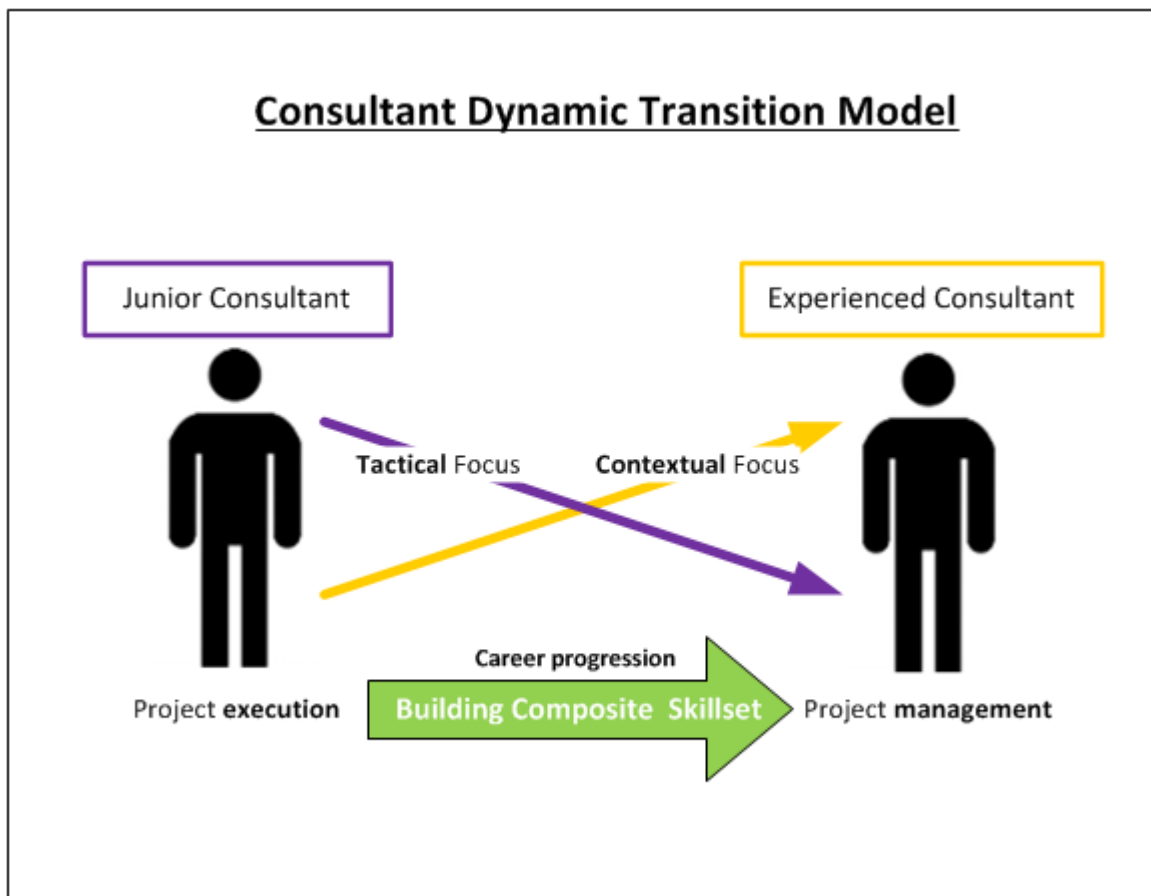 Consultant Dynamic Transition Model
Junior Consultant
Experienced Consultant
Tactical Focus
Contextual Focus
Career progression
Project execution
Building Composite Skillset
Project management